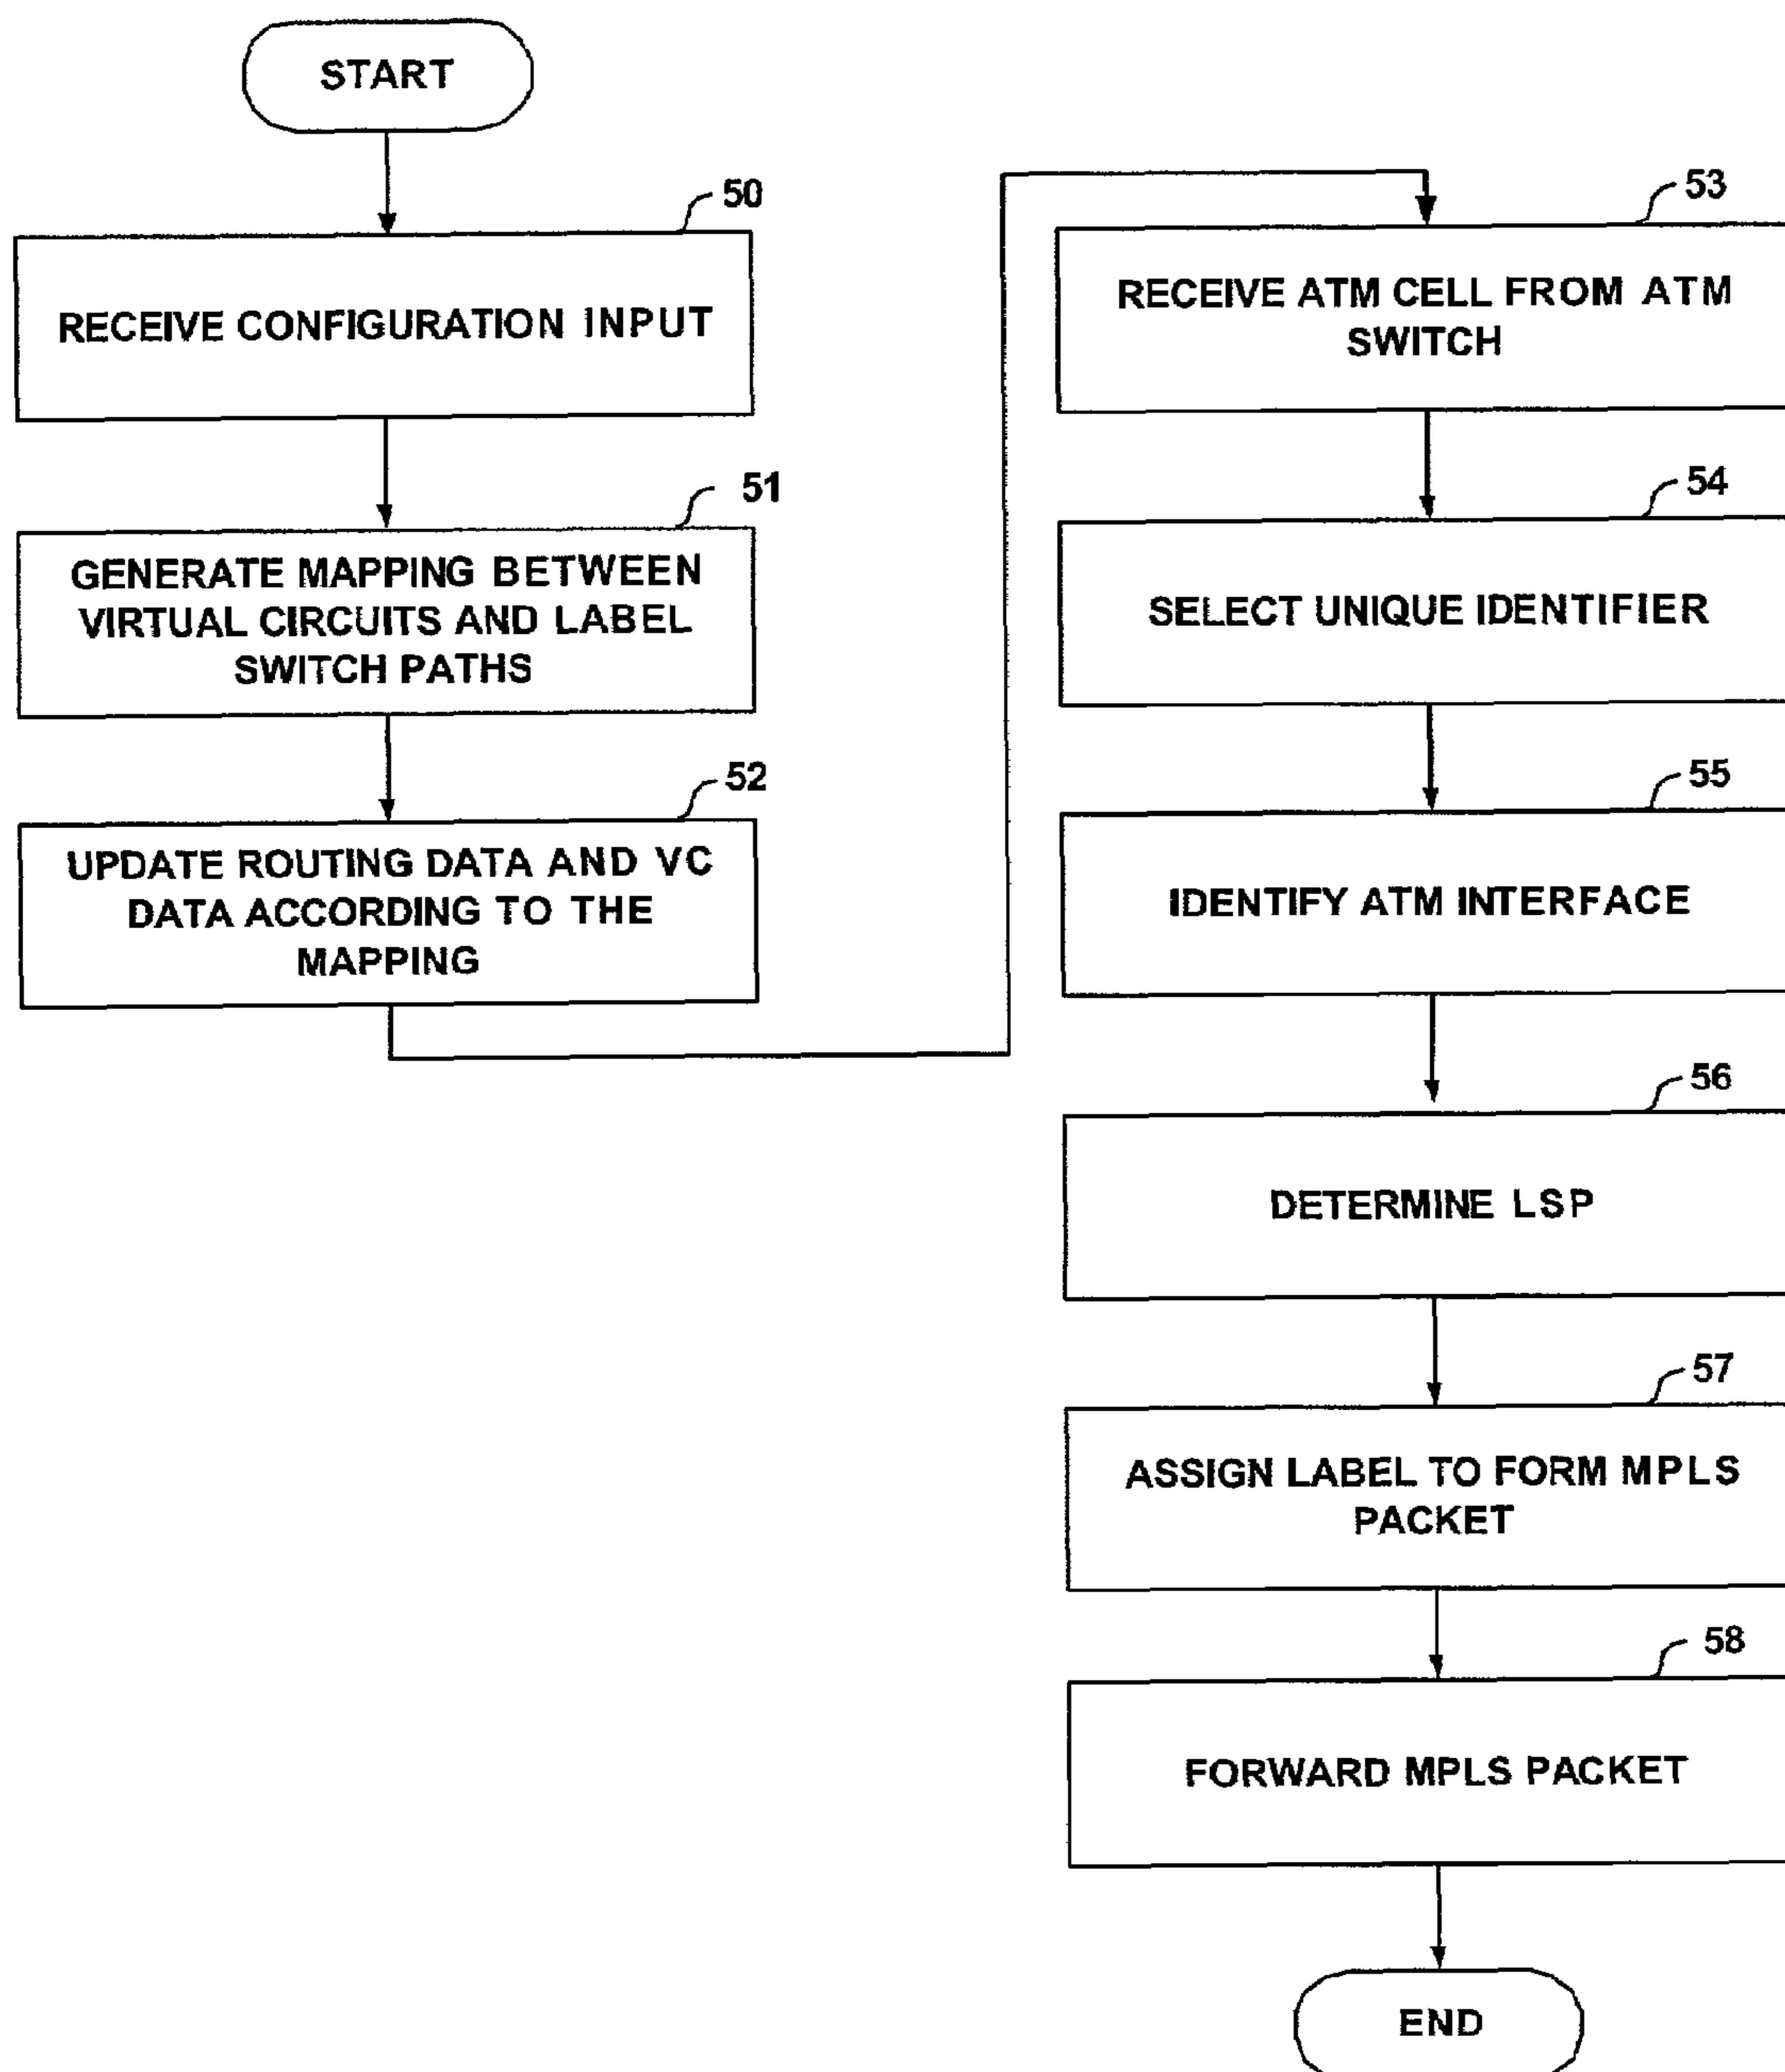 START
50
RECEIVE CONFIGURATION INPUT
51
GENERATE MAPPING BETWEEN
VIRTUAL CIRCUITS AND LABEL
SWITCH PATHS
52
UPDATE ROUTING DATA AND VC
DATA ACCORDING TO THE
MAPPING
53
RECEIVE ATM CELL FROM ATM
SWITCH
54
SELECT UNIQUE IDENTIFIER
55
IDENTIFY ATM INTERFACE
56
DETERMINE LSP
57
ASSIGN LABEL TO FORM MPLS
PACKET
58
FORWARD MPLS PACKET
END